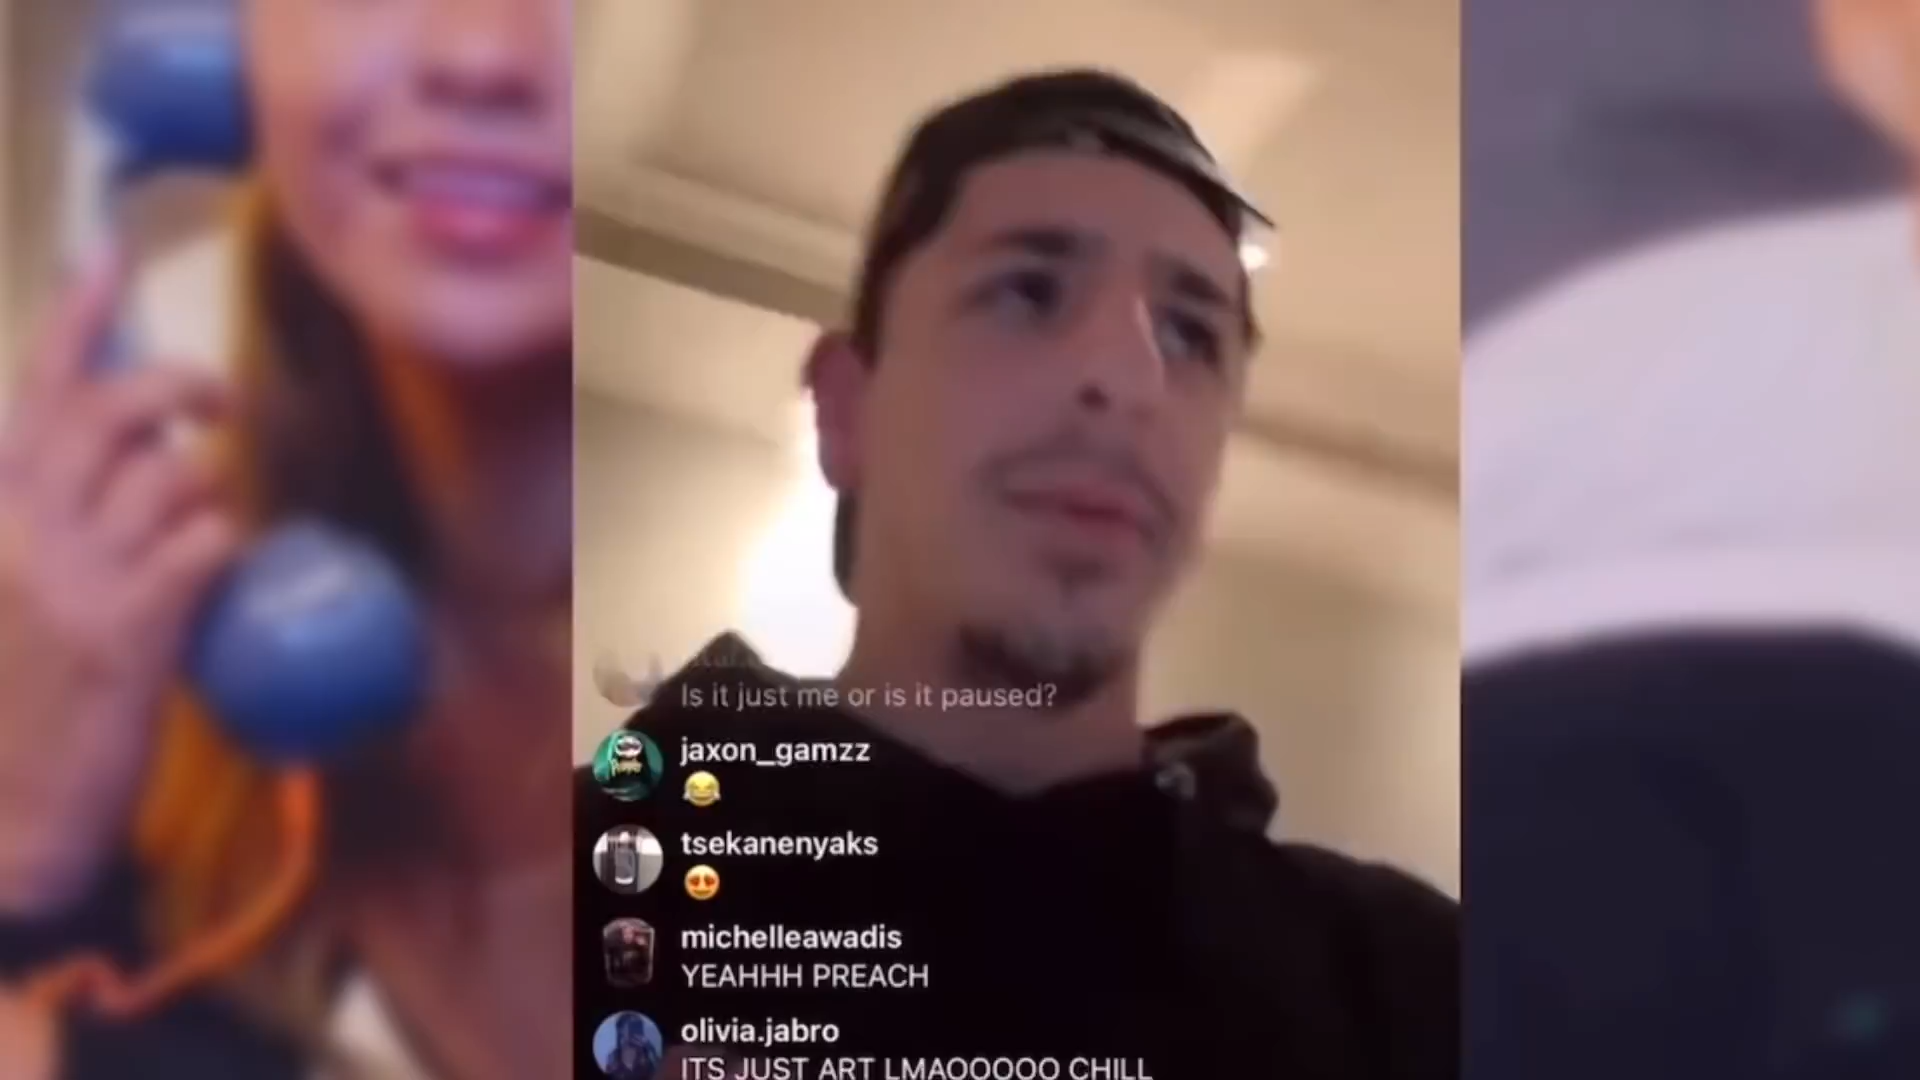 Is it just me or is it paused?
jaxon_gamzz
😂
tsekanenyaks
😍
michelleawadis
YEAHHH PREACH
olivia.jabro
ITS JUST ART LMAOOOOO CHILL